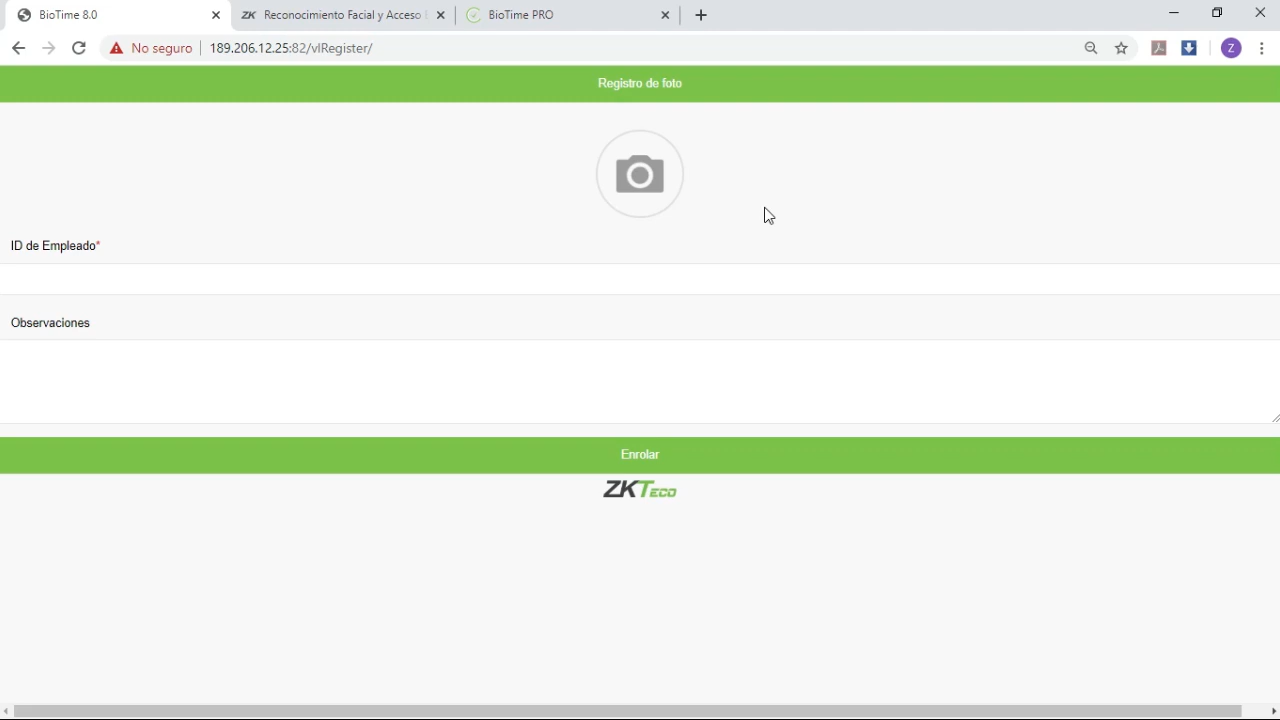 BioTime 8.0
ZK Reconocimiento Facial y Acceso
BioTime PRO
No seguro
189.206.12.25:82/vlRegister/
Z
Registro de foto
ID de Empleado*
Observaciones
Enrolar
ZKTeco